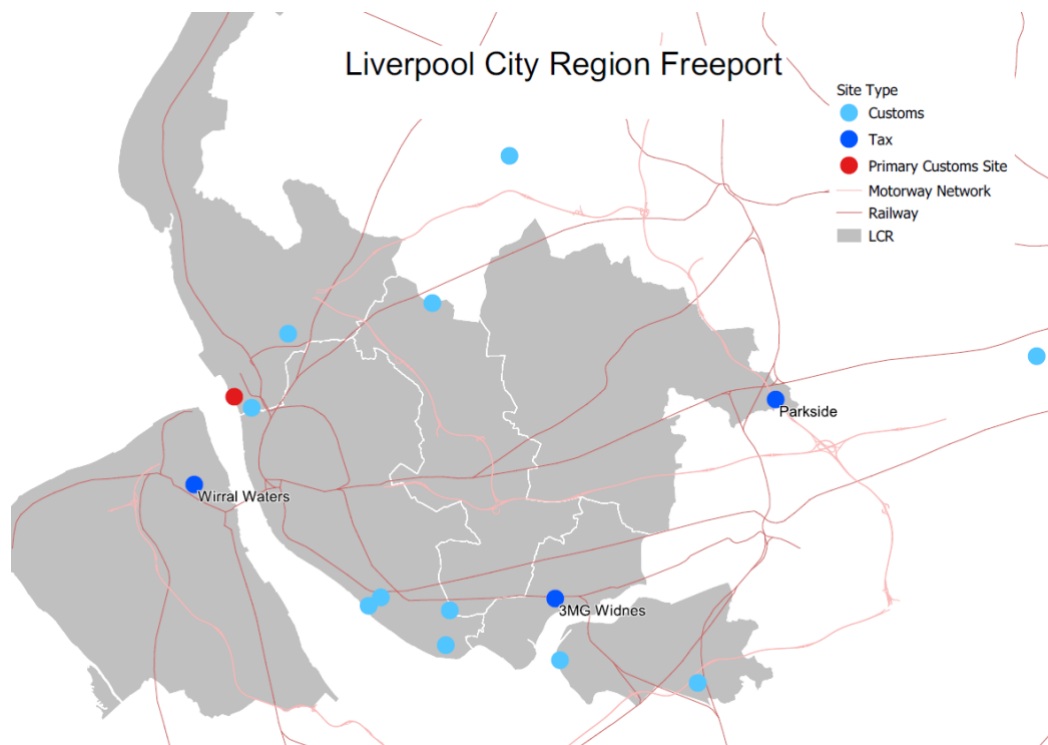 Liverpool City Region Freeport
Site Type
Customs
Tax
Primary Customs Site
Motorway Network
Railway
LCR
Parkside
Wirral Waters
3MG Widnes